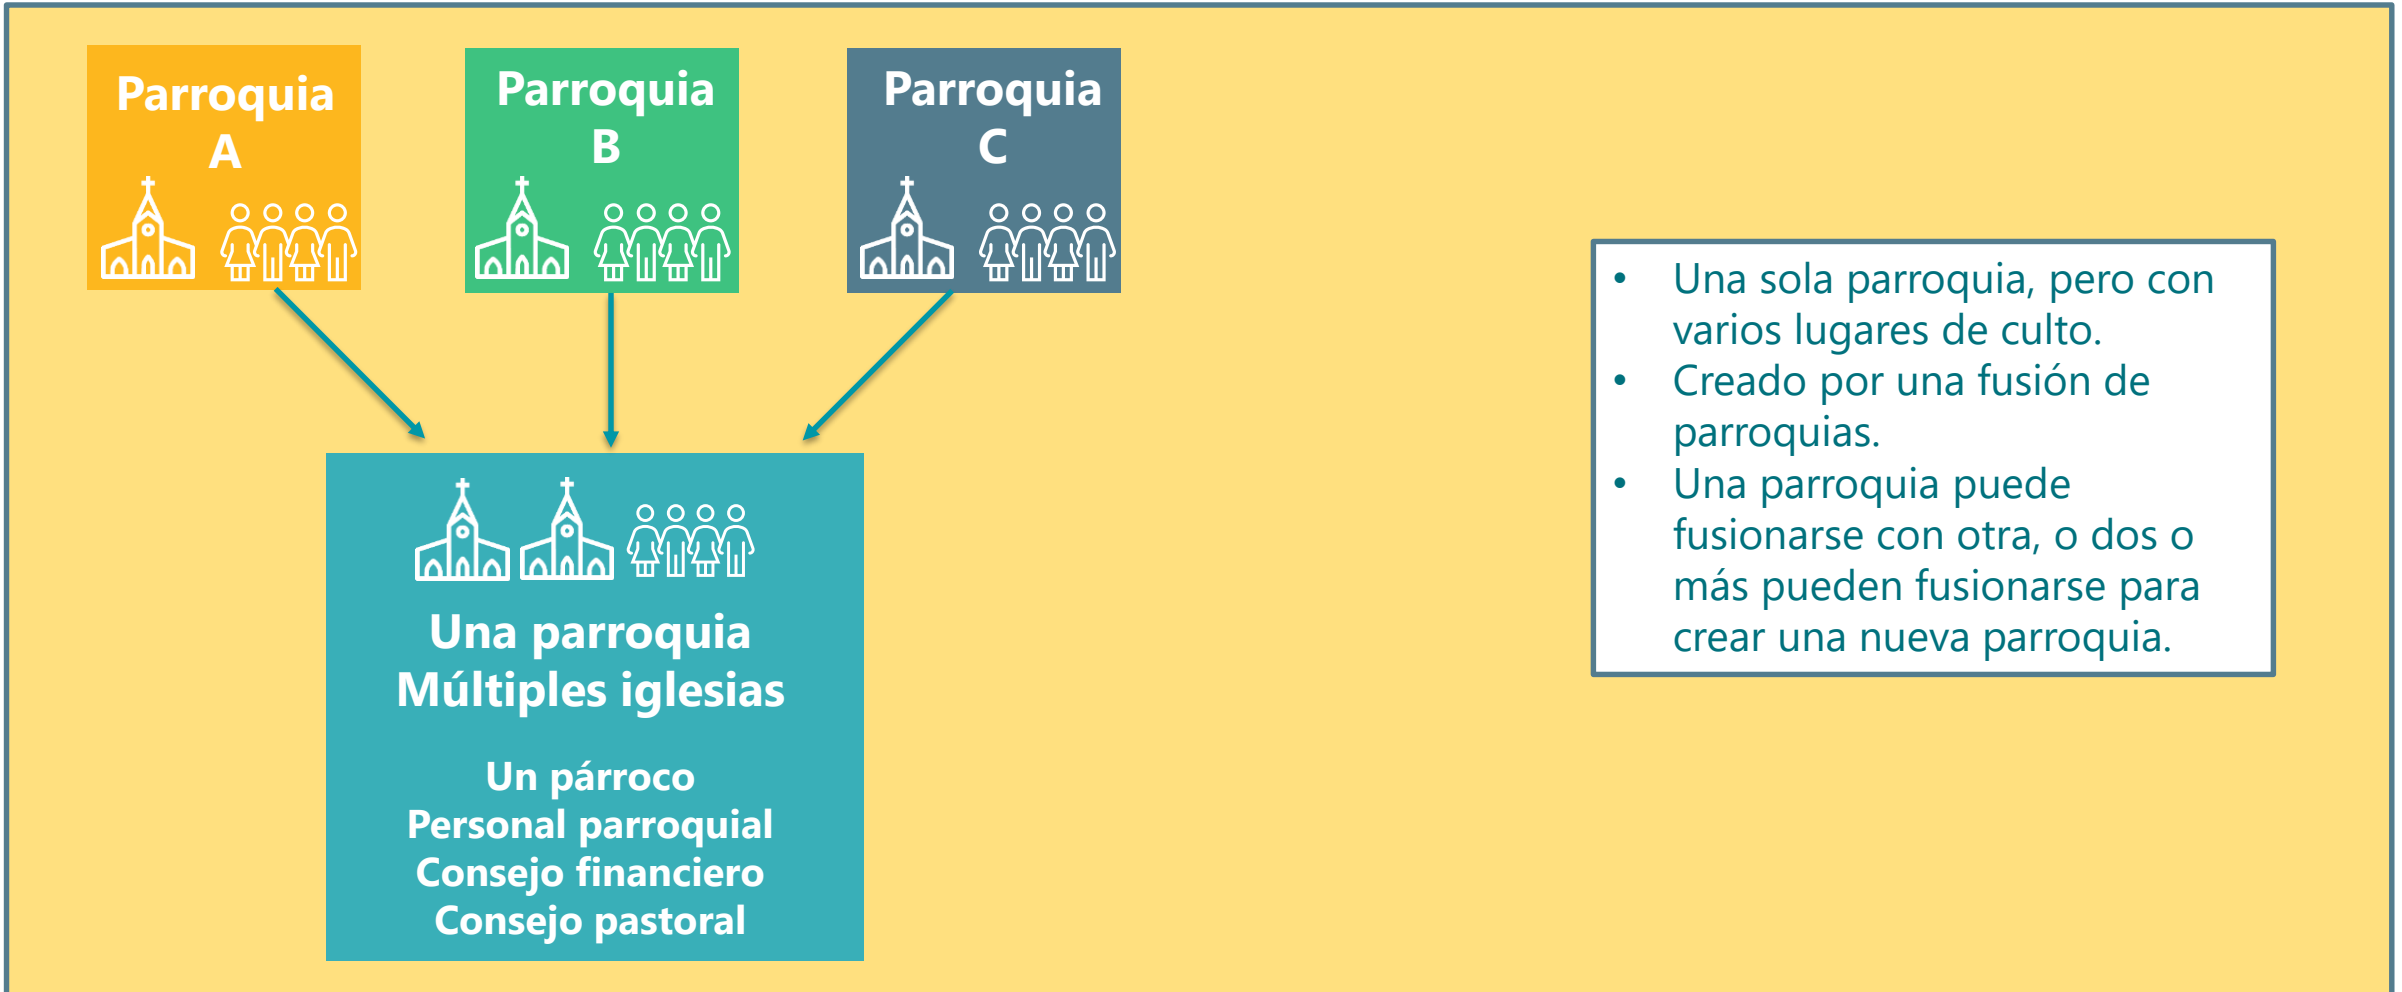 Parroquia
A
Parroquia
B
Parroquia
C
• Una sola parroquia, pero con
varios lugares de culto.
• Creado por una fusión de
parroquias.
• Una parroquia puede
fusionarse con otra, o dos o
más pueden fusionarse para
crear una nueva parroquia.
Una parroquia
Múltiples iglesias
Un párroco
Personal parroquial
Consejo financiero
Consejo pastoral